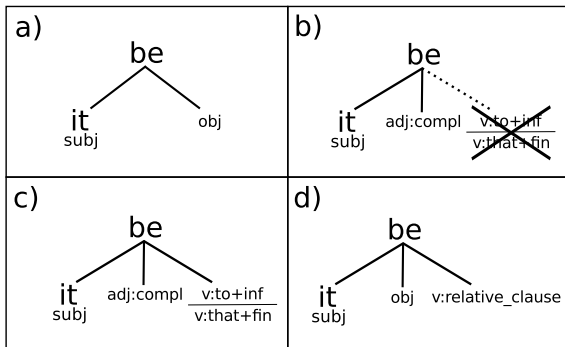 a)
be
it
subj
obj
b)
be
it
subj
adj:compl
v:to+inf
v:that+fin
c)
be
it
subj
adj:compl
v:to+inf
v:that+fin
d)
be
it
subj
obj
v:relative_clause